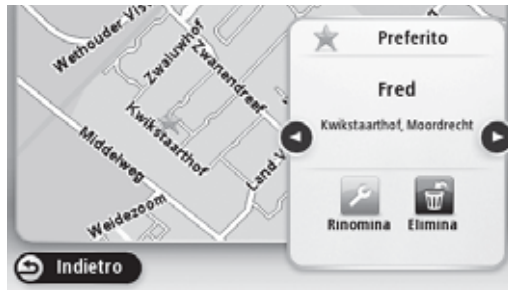 Wethouder Vis
Zwaluwhof
Zwanendreef
Kwikstaarthof
Middelweg
Land V
Weidezoom
Preferito
Fred
Kwikstaarthof, Moordrecht
Rinomina
Elimina
Indietro